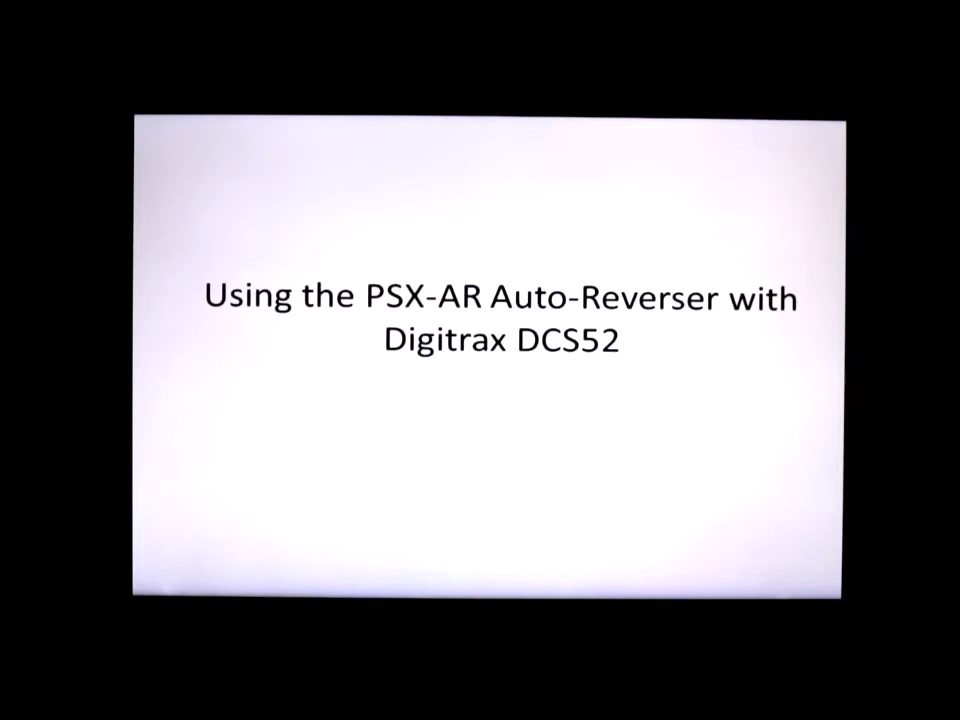 Using the PSX-AR Auto-Reverser with
Digitrax DCS52